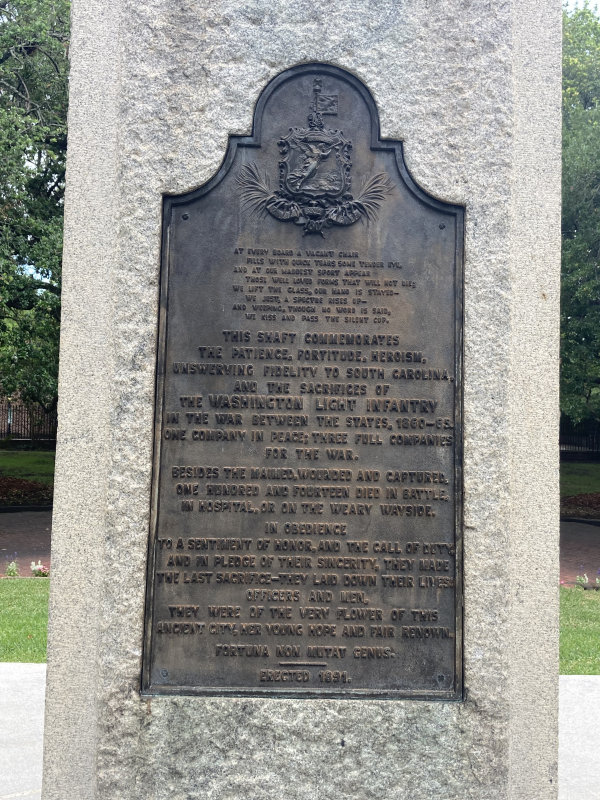 AT EVERY BOARD A VACANT CHAIR
FILLS WITH QUICK TEARS SOME TENDER EYE,
AND AT OUR MADDEST SPORT APPEAR
THOSE WELL LOVED FORMS THAT WILL NOT DIE;
WE LIFT THE GLASS, OUR HAND IS STAYED—
WE JEST, A SPECTRE RISES UP—
AND WEEPING, THOUGH NO WORD IS SAID,
WE KISS AND PASS THE SILENT CUP.
THIS SHAFT COMMEMORATES
THE PATIENCE, FORTITUDE, HEROISM,
UNSWERVING FIDELITY TO SOUTH CAROLINA,
AND THE SACRIFICES OF
THE WASHINGTON LIGHT INFANTRY
IN THE WAR BETWEEN THE STATES, 1860-65.
ONE COMPANY IN PEACE; THREE FULL COMPANIES
FOR THE WAR.
BESIDES THE MAIMED, WOUNDED AND CAPTURED,
ONE HUNDRED AND FOURTEEN DIED IN BATTLE,
IN HOSPITAL, OR ON THE WEARY WAYSIDE.
IN OBEDIENCE
TO A SENTIMENT OF HONOR, AND THE CALL OF DUTY,
AND IN PLEDGE OF THEIR SINCERITY, THEY MADE
THE LAST SACRIFICE—THEY LAID DOWN THEIR LIVES!
OFFICERS AND MEN,
THEY WERE OF THE VERY FLOWER OF THIS
ANCIENT CITY, HER YOUNG HOPE AND FAIR RENOWN.
FORTUNA NON MUTAT GENUS.
ERECTED 1891.